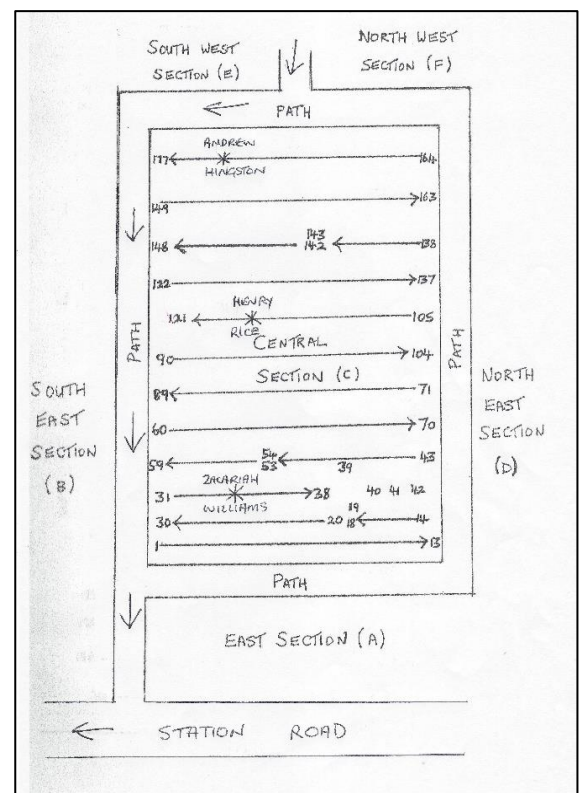 SOUTH WEST
SECTION (E)
NORTH WEST
SECTION (F)
PATH
ANDREW
177 164
HINGSTON
149 163
143
148 142 138
122 137
HENRY
121 105
RICE
CENTRAL
90 104
SECTION (C)
89 71
60 70
54
59 53 39 43
ZACARIAH
31 38 40 41 42
WILLIAMS
19
30 20 18 14
1 13
PATH
PATH
PATH
SOUTH
EAST
SECTION
(B)
NORTH
EAST
SECTION
(D)
EAST SECTION (A)
STATION ROAD